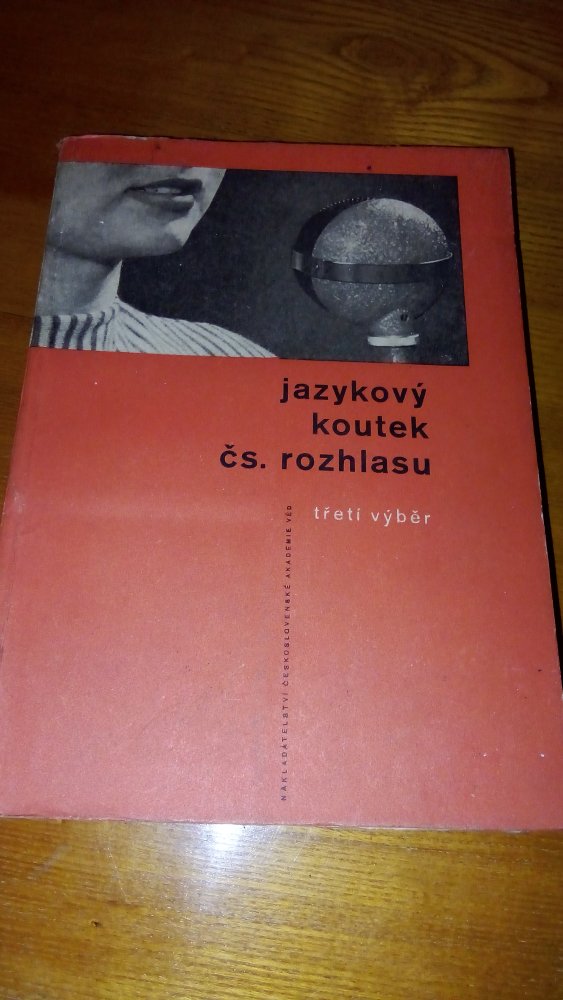 jazykový
koutek
čs. rozhlasu
třetí výběr
NAKLADATELSTVÍ ČESKOSLOVENSKÉ AKADEMIE VĚD